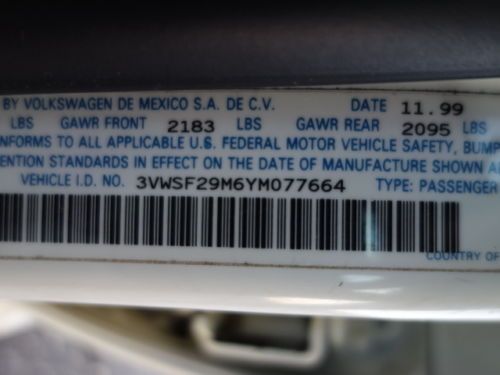 BY VOLKSWAGEN DE MEXICO S.A. DE C.V. DATE 11.99
LBS GAWR FRONT 2183 LBS GAWR REAR 2095 LBS
NFORMS TO ALL APPLICABLE U.S. FEDERAL MOTOR VEHICLE SAFETY, BUMP
ENTION STANDARDS IN EFFECT ON THE DATE OF MANUFACTURE SHOWN A
VEHICLE I.D. NO. 3VWSF29M6YM077664 TYPE: PASSENGER
COUNTRY OF